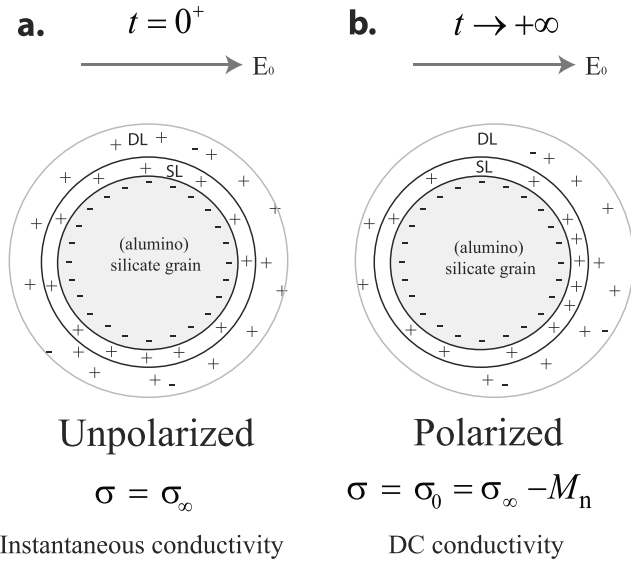 a. t = 0⁺
E₀
DL
SL
(alumino)
silicate grain
Unpolarized
σ = σ∞
Instantaneous conductivity
b. t → +∞
E₀
DL
SL
(alumino)
silicate grain
Polarized
σ = σ₀ = σ∞ −Mₙ
DC conductivity